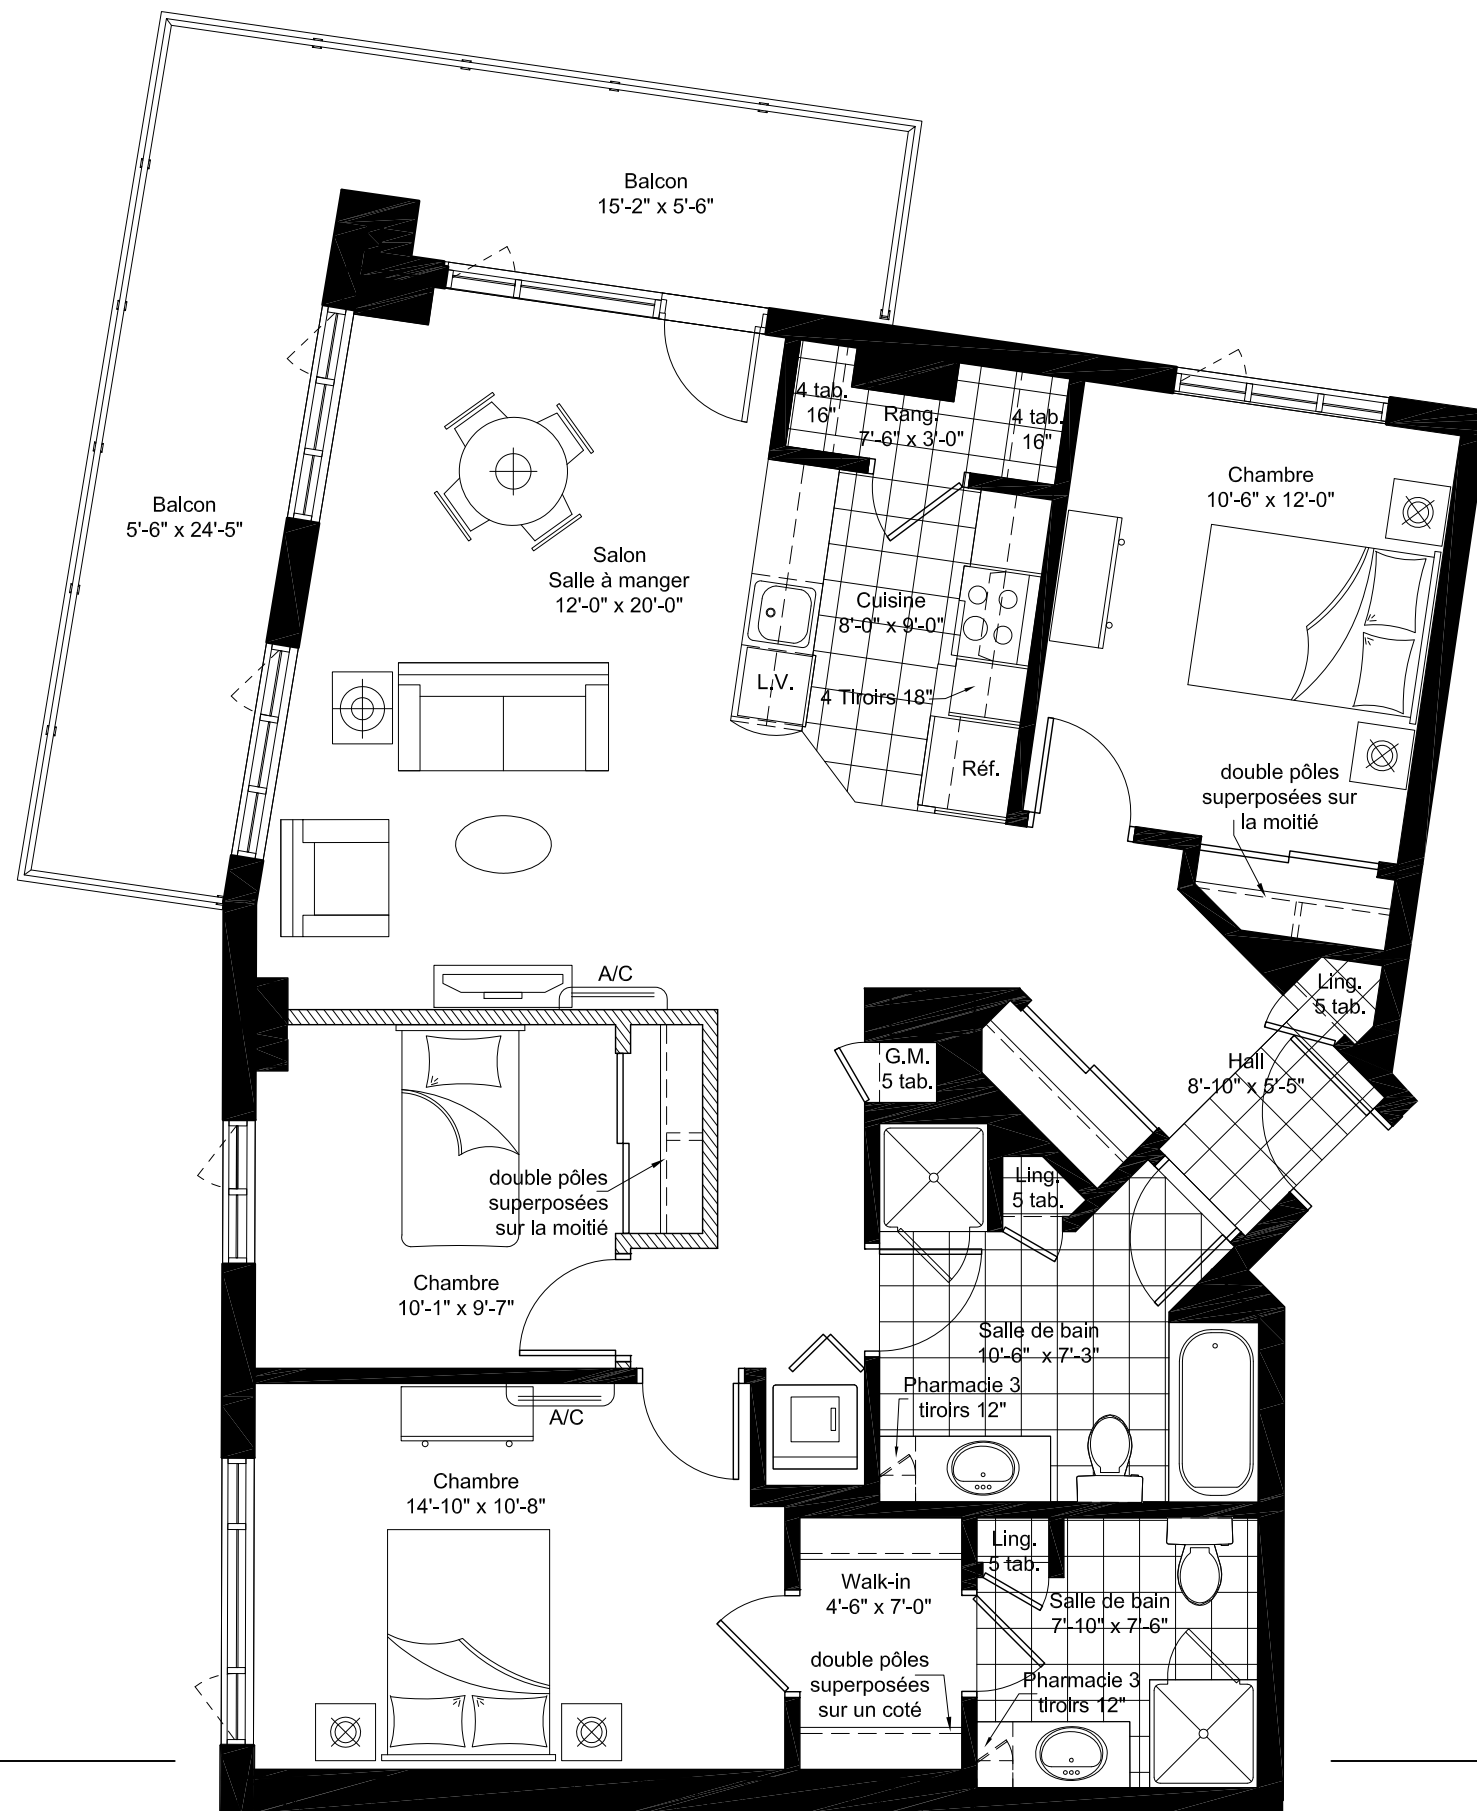 Balcon
15'-2" x 5'-6"
4 tab.
16"
Rang.
7'-6" x 3'-0"
4 tab.
16"
Chambre
10'-6" x 12'-0"
Balcon
5'-6" x 24'-5"
Salon
Salle à manger
12'-0" x 20'-0"
Cuisine
8'-0" x 9'-0"
L.V.
4 Tiroirs 18"
Réf.
double pôles
superposées sur
la moitié
A/C
Ling.
5 tab.
G.M.
5 tab.
Hall
8'-10" x 5'-5"
double pôles
superposées
sur la moitié
Ling.
5 tab.
Chambre
10'-1" x 9'-7"
Salle de bain
10'-6" x 7'-3"
Pharmacie 3
tiroirs 12"
A/C
Chambre
14'-10" x 10'-8"
Ling.
5 tab.
Walk-in
4'-6" x 7'-0"
Salle de bain
7'-10" x 7'-6"
double pôles
superposées
sur un coté
Pharmacie 3
tiroirs 12"